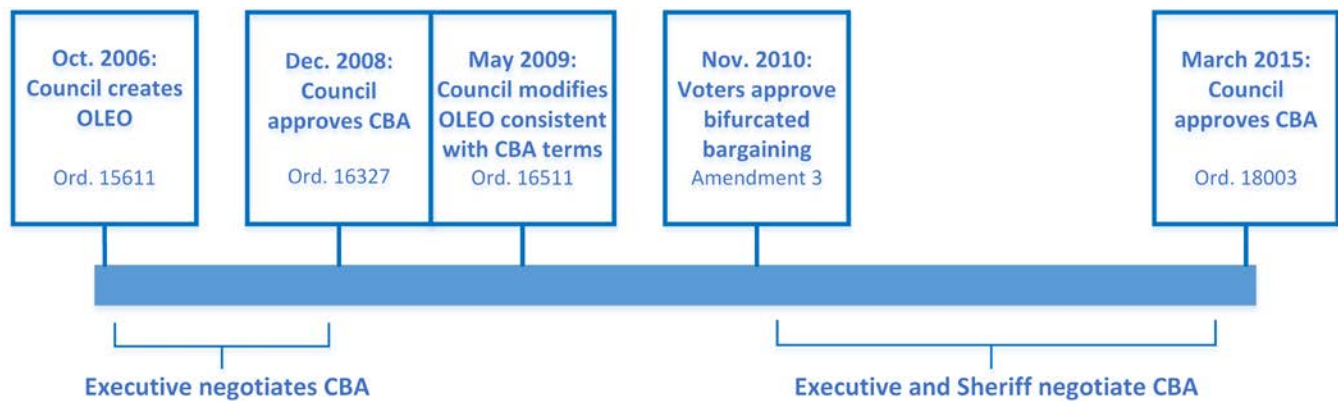 Oct. 2006:
Council creates
OLEO
Ord. 15611
Dec. 2008:
Council
approves CBA
Ord. 16327
May 2009:
Council modifies
OLEO consistent
with CBA terms
Ord. 16511
Nov. 2010:
Voters approve
bifurcated
bargaining
Amendment 3
March 2015:
Council
approves CBA
Ord. 18003
Executive negotiates CBA
Executive and Sheriff negotiate CBA